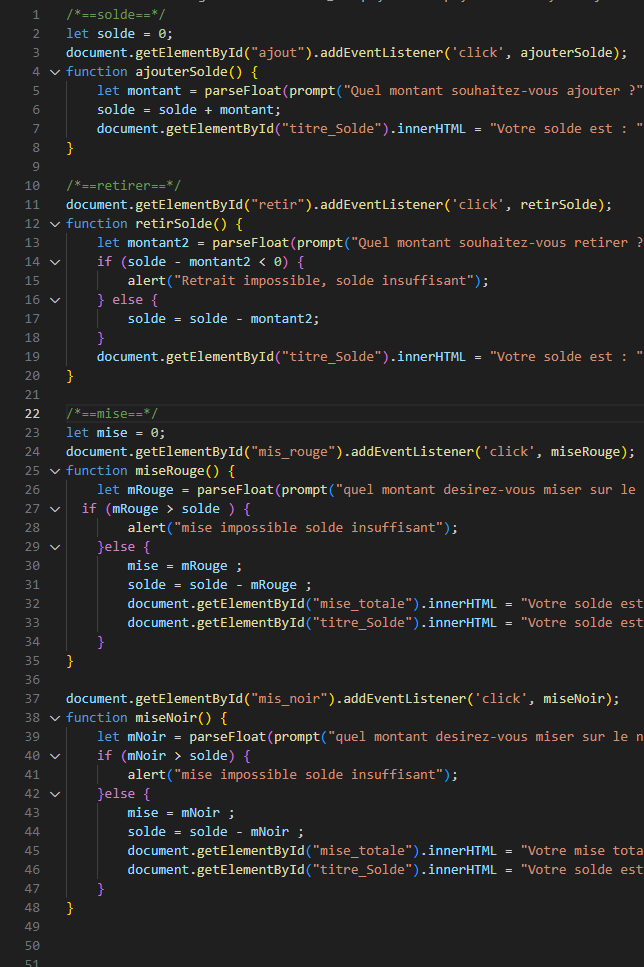 1 /*==solde==*/
2 let solde = 0;
3 document.getElementById("ajout").addEventListener('click', ajouterSolde);
4 function ajouterSolde() {
5 let montant = parseFloat(prompt("Quel montant souhaitez-vous ajouter ?"
6 solde = solde + montant;
7 document.getElementById("titre_Solde").innerHTML = "Votre solde est : "
8 }
9
10 /*==retirer==*/
11 document.getElementById("retir").addEventListener('click', retirSolde);
12 function retirSolde() {
13 let montant2 = parseFloat(prompt("Quel montant souhaitez-vous retirer ?
14 if (solde - montant2 < 0) {
15 alert("Retrait impossible, solde insuffisant");
16 } else {
17 solde = solde - montant2;
18 }
19 document.getElementById("titre_Solde").innerHTML = "Votre solde est : "
20 }
21
22 /*==mise==*/
23 let mise = 0;
24 document.getElementById("mis_rouge").addEventListener('click', miseRouge);
25 function miseRouge() {
26 let mRouge = parseFloat(prompt("quel montant desirez-vous miser sur le
27 if (mRouge > solde ) {
28 alert("mise impossible solde insuffisant");
29 }else {
30 mise = mRouge ;
31 solde = solde - mRouge ;
32 document.getElementById("mise_totale").innerHTML = "Votre solde est
33 document.getElementById("titre_Solde").innerHTML = "Votre solde est
34 }
35 }
36
37 document.getElementById("mis_noir").addEventListener('click', miseNoir);
38 function miseNoir() {
39 let mNoir = parseFloat(prompt("quel montant desirez-vous miser sur le n
40 if (mNoir > solde) {
41 alert("mise impossible solde insuffisant");
42 }else {
43 mise = mNoir ;
44 solde = solde - mNoir ;
45 document.getElementById("mise_totale").innerHTML = "Votre mise tota
46 document.getElementById("titre_Solde").innerHTML = "Votre solde est
47 }
48 }
49
50
51